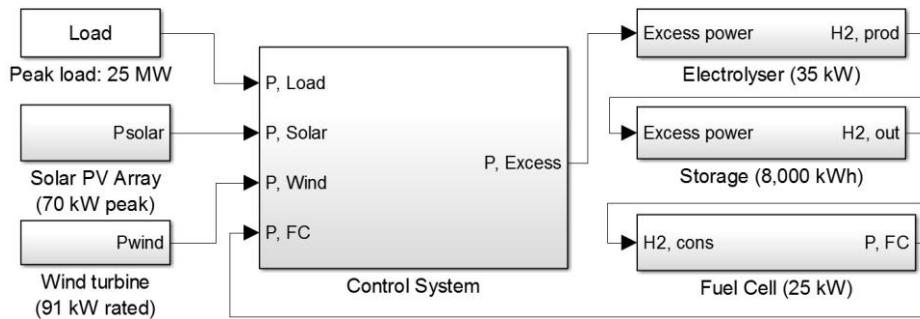 Load
Peak load: 25 MW
Psolar
Solar PV Array
(70 kW peak)
Pwind
Wind turbine
(91 kW rated)
P, Load
P, Solar
P, Wind
P, FC
P, Excess
Control System
Excess power H2, prod
Electrolyser (35 kW)
Excess power H2, out
Storage (8,000 kWh)
H2, cons P, FC
Fuel Cell (25 kW)